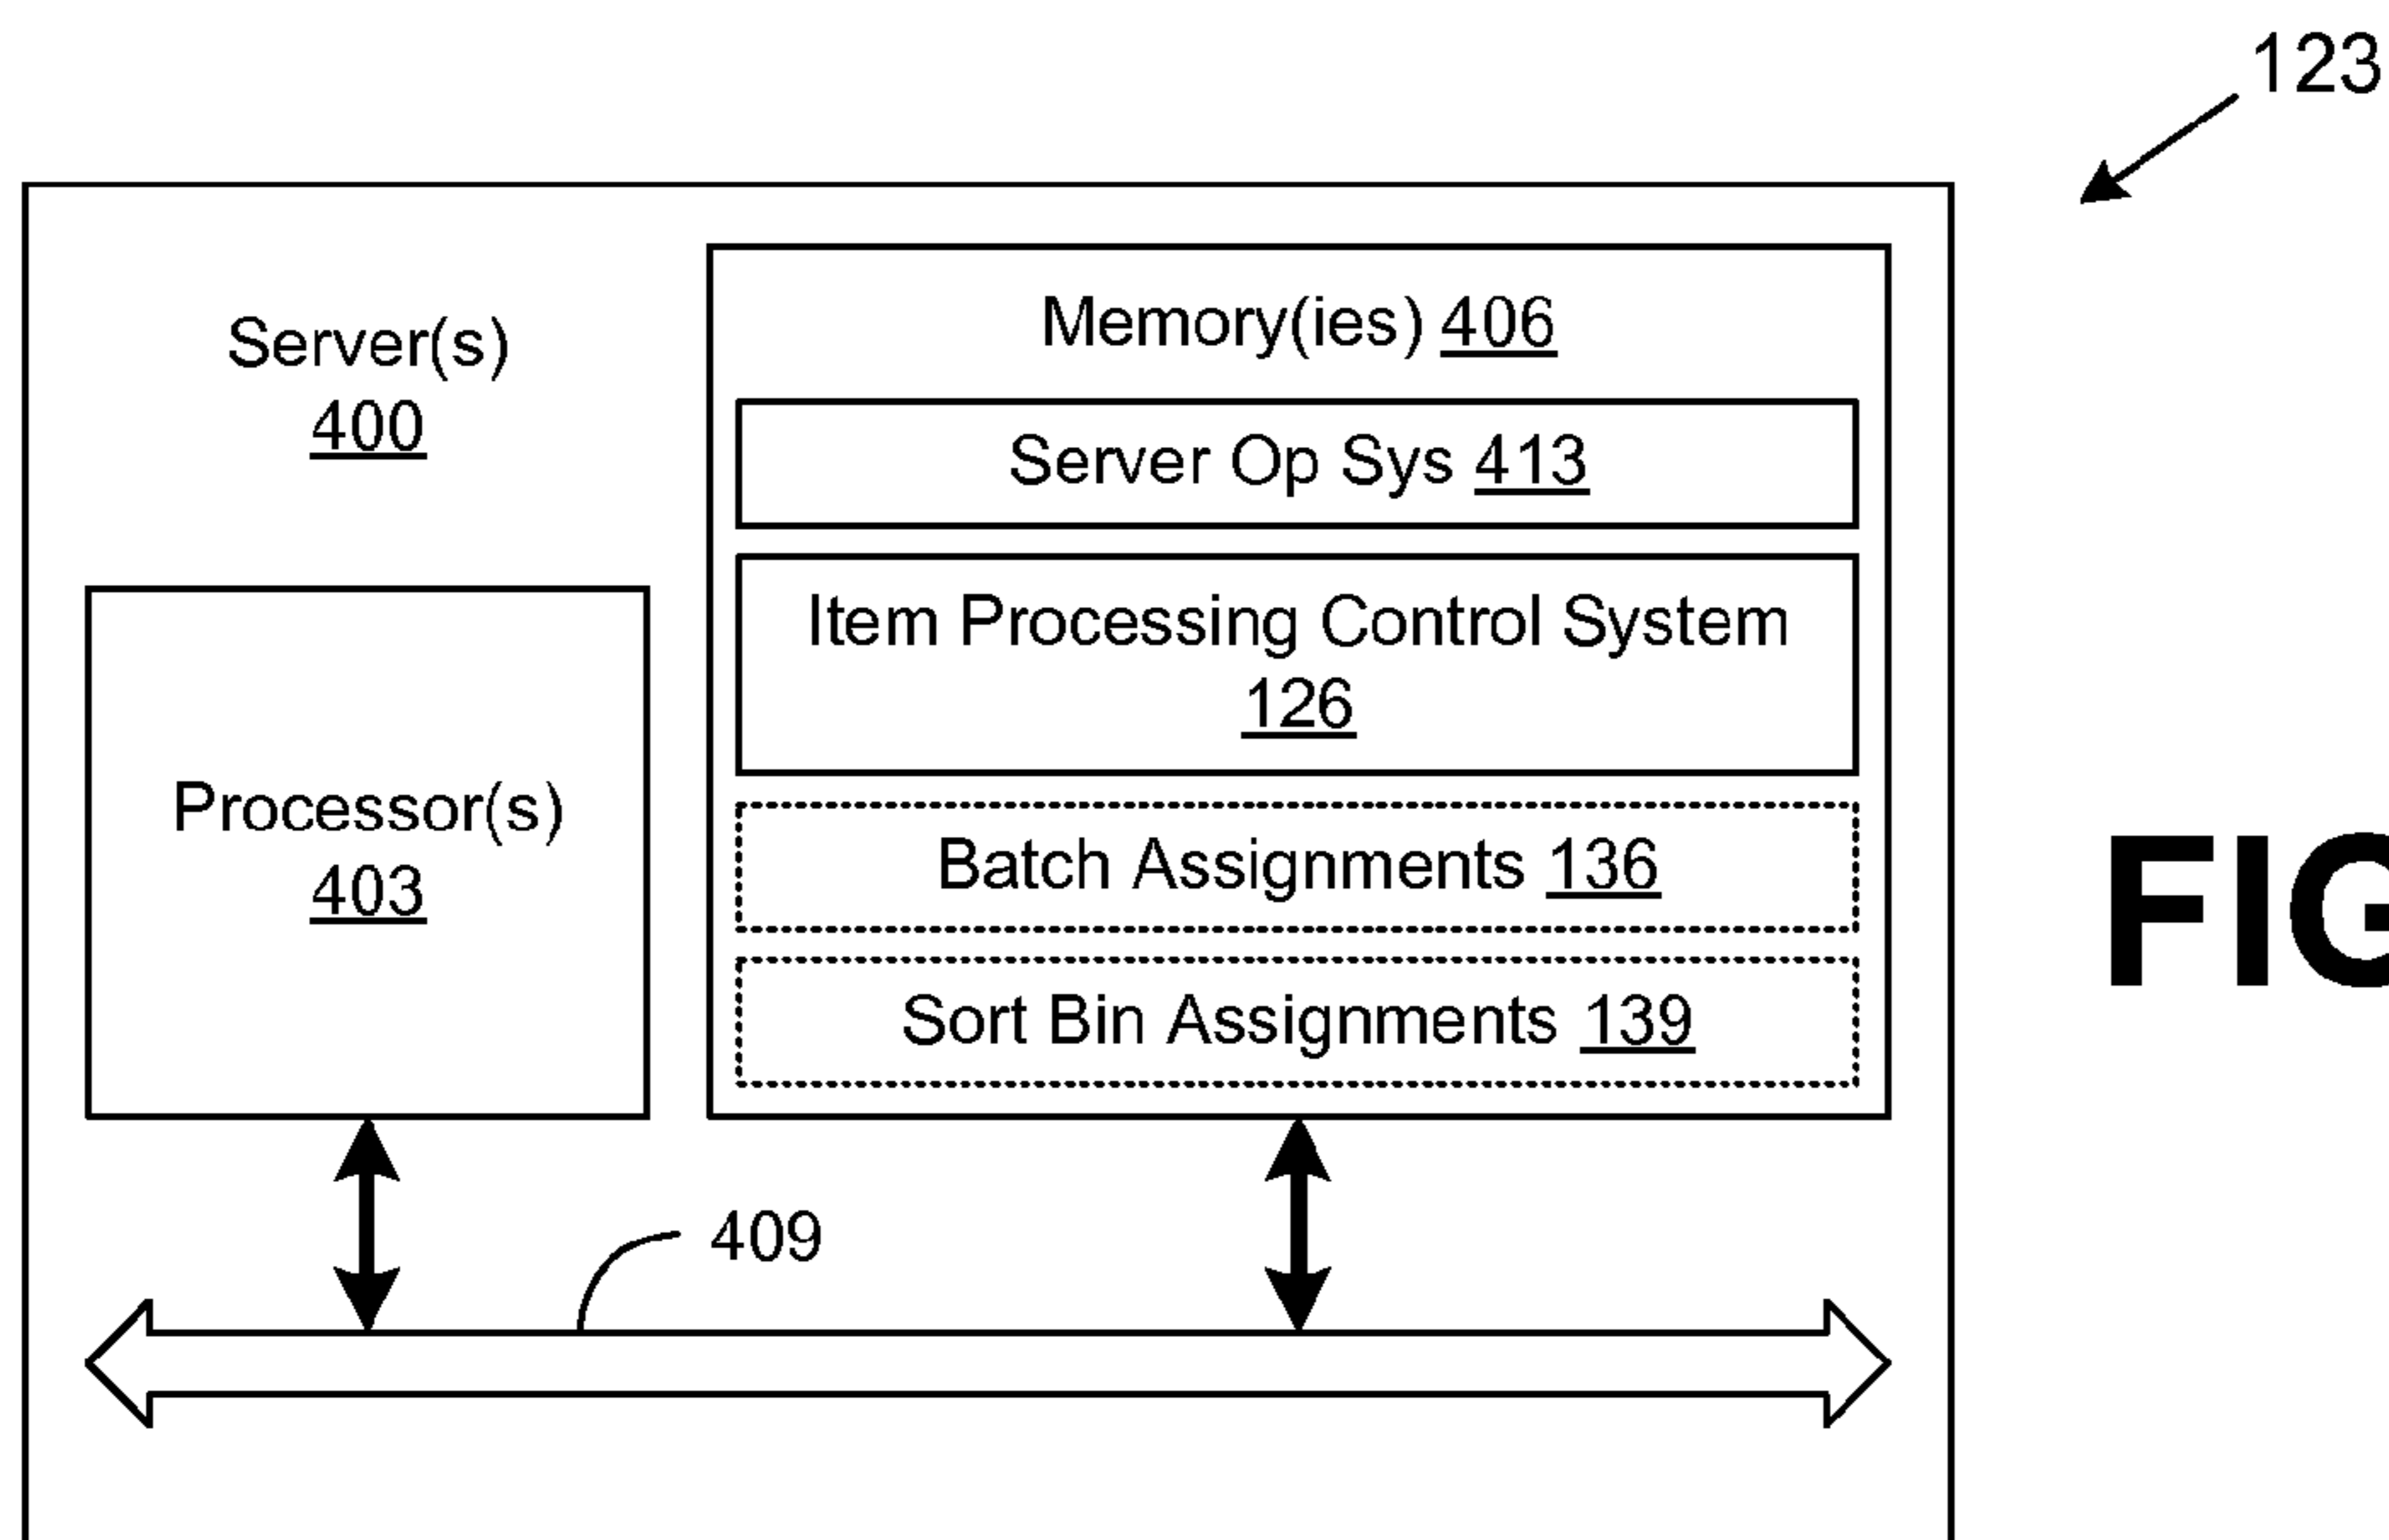 123
Server(s)
400
Memory(ies) 406
Server Op Sys 413
Item Processing Control System
126
Processor(s)
403
Batch Assignments 136
Sort Bin Assignments 139
409